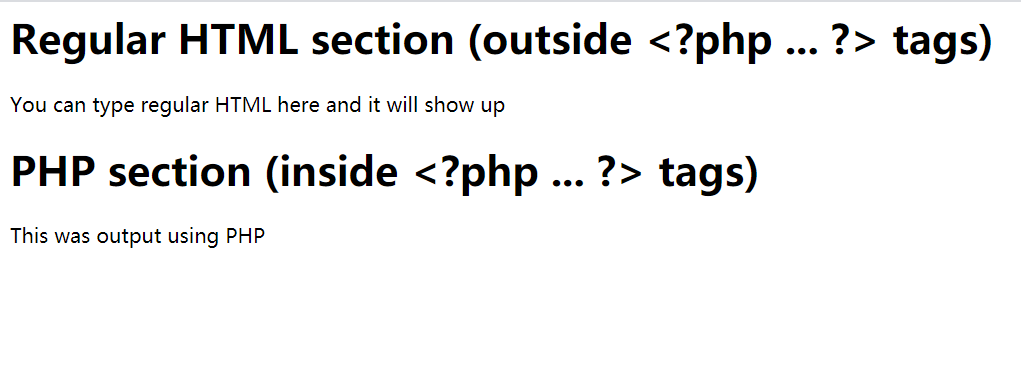 Regular HTML section (outside <?php ... ?> tags)
You can type regular HTML here and it will show up
PHP section (inside <?php ... ?> tags)
This was output using PHP